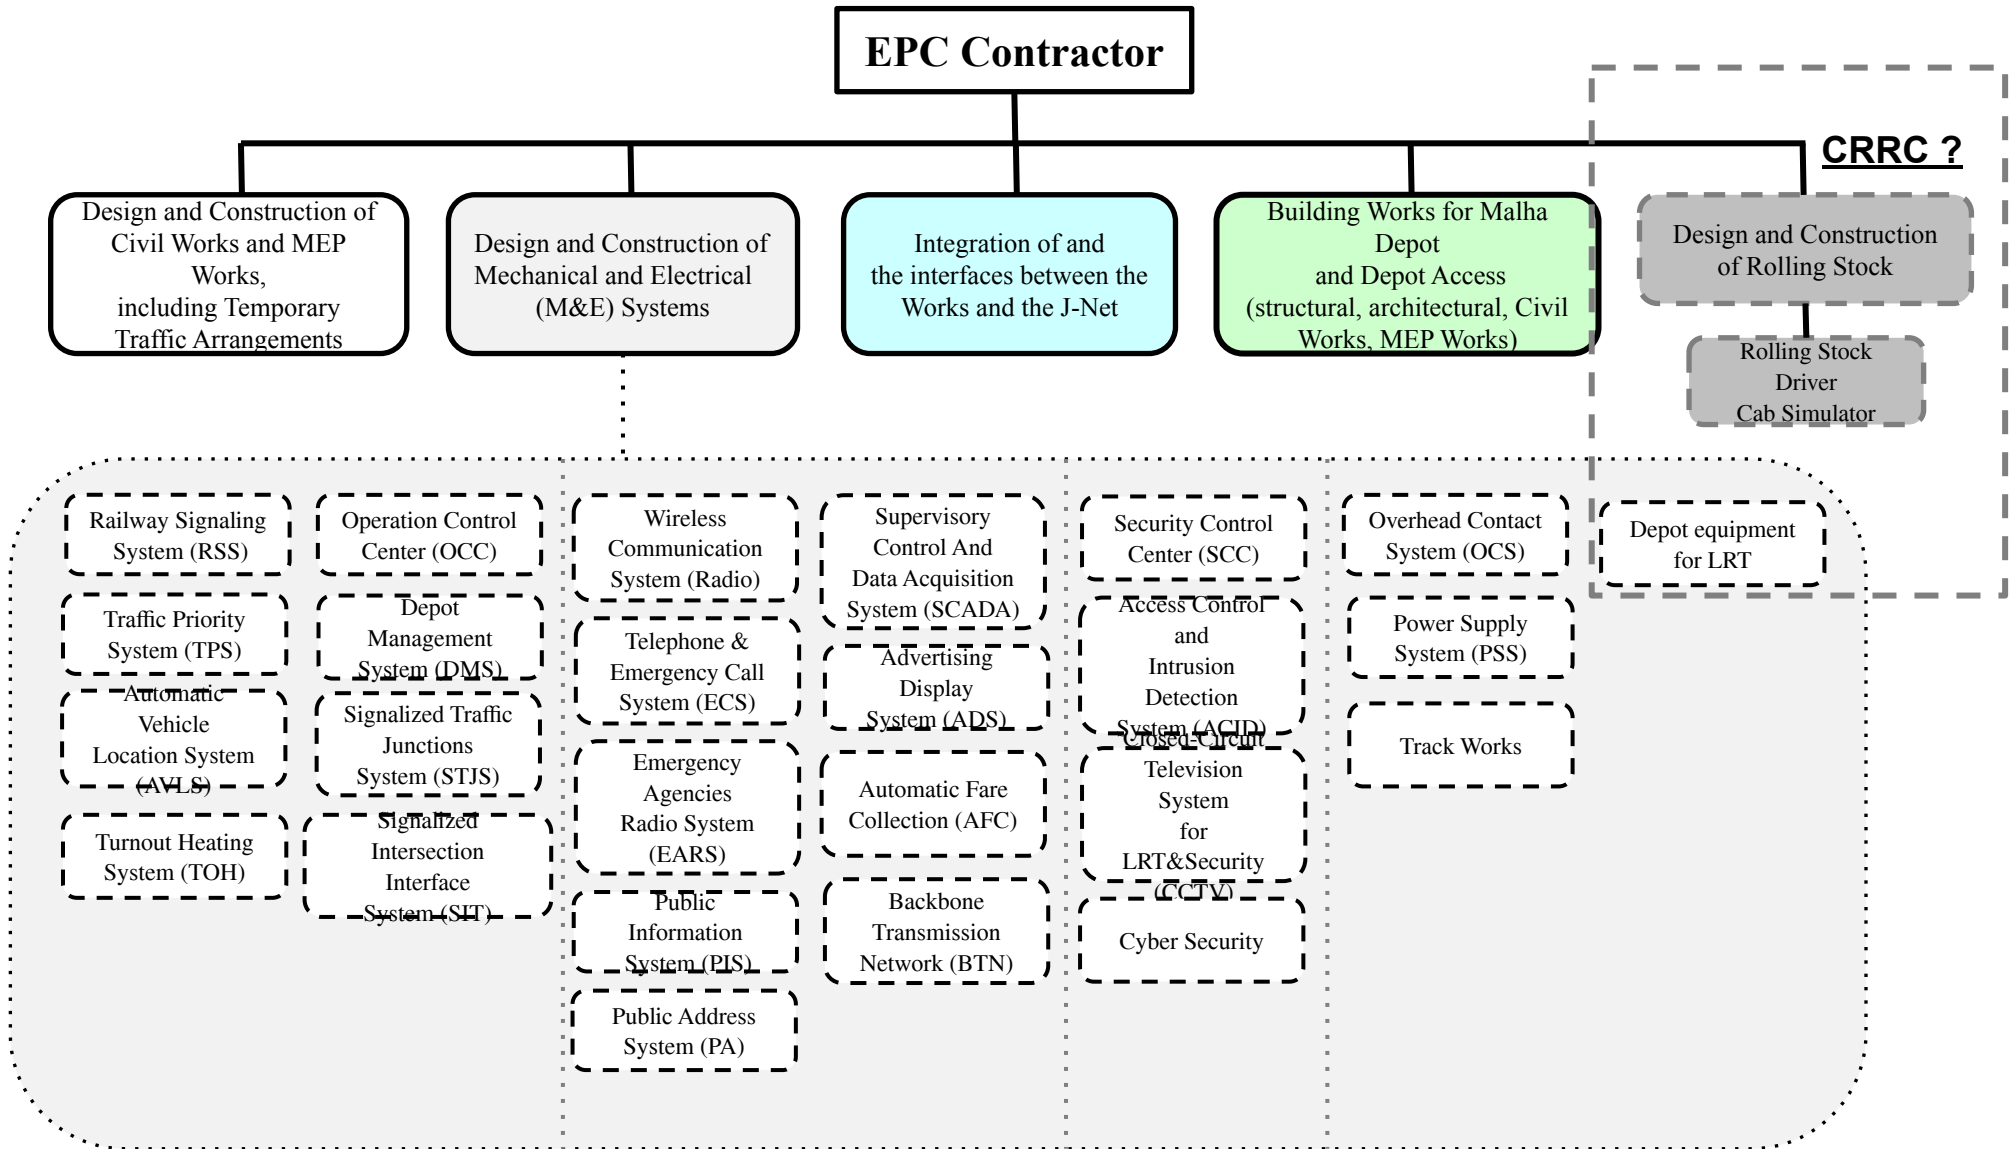 EPC Contractor
CRRC ?
Design and Construction of
Civil Works and MEP
Works,
including Temporary
Traffic Arrangements
Design and Construction of
Mechanical and Electrical
(M&E) Systems
Integration of and
the interfaces between the
Works and the J-Net
Building Works for Malha
Depot
and Depot Access
(structural, architectural, Civil
Works, MEP Works)
Design and Construction
of Rolling Stock
Rolling Stock
Driver
Cab Simulator
Railway Signaling
System (RSS)
Traffic Priority
System (TPS)
Automatic
Vehicle
Location System
(AVLS)
Turnout Heating
System (TOH)
Operation Control
Center (OCC)
Depot
Management
System (DMS)
Signalized Traffic
Junctions
System (STJS)
Signalized
Intersection
Interface
System (SIT)
Wireless
Communication
System (Radio)
Telephone &
Emergency Call
System (ECS)
Emergency
Agencies
Radio System
(EARS)
Public
Information
System (PIS)
Public Address
System (PA)
Supervisory
Control And
Data Acquisition
System (SCADA)
Advertising
Display
System (ADS)
Automatic Fare
Collection (AFC)
Backbone
Transmission
Network (BTN)
Security Control
Center (SCC)
Access Control
and
Intrusion
Detection
System (ACID)
Closed-Circuit
Television
System
for
LRT&Security
(CCTV)
Cyber Security
Overhead Contact
System (OCS)
Power Supply
System (PSS)
Track Works
Depot equipment
for LRT